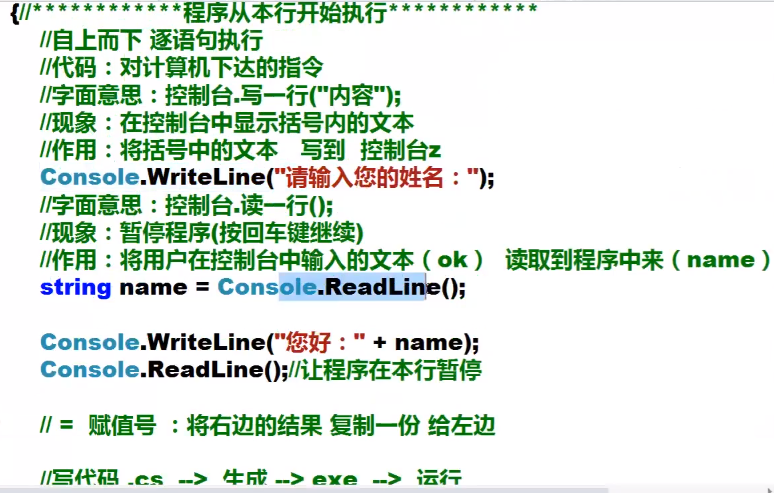 {//************程序从本行开始执行************
//自上而下 逐语句执行
//代码：对计算机下达的指令
//字面意思：控制台.写一行("内容");
//现象：在控制台中显示括号内的文本
//作用：将括号中的文本 写到 控制台z
Console.WriteLine("请输入您的姓名：");
//字面意思：控制台.读一行();
//现象：暂停程序(按回车键继续)
//作用：将用户在控制台中输入的文本（ok） 读取到程序中来（name）
string name = Console.ReadLine();
Console.WriteLine("您好：" + name);
Console.ReadLine();//让程序在本行暂停
// = 赋值号 ：将右边的结果 复制一份 给左边
//写代码 .cs --> 生成 --> exe --> 运行